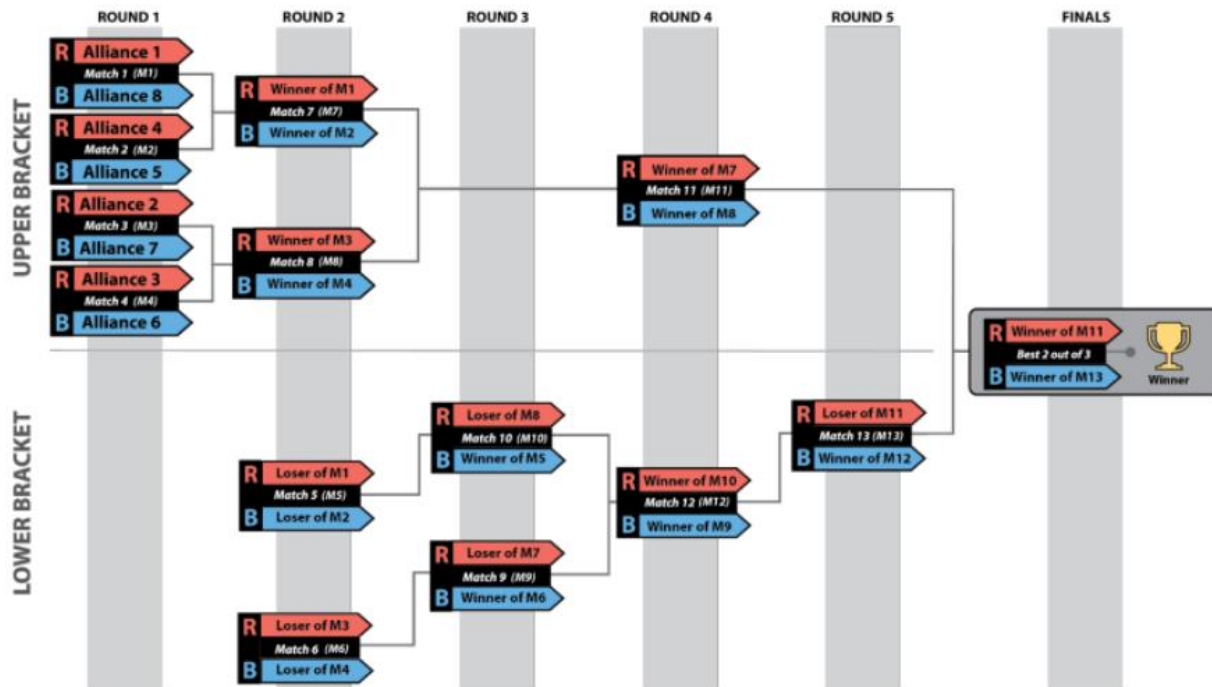 ROUND 1
ROUND 2
ROUND 3
ROUND 4
ROUND 5
FINALS
UPPER BRACKET
R Alliance 1
Match 1 (M1)
B Alliance 8
R Alliance 4
Match 2 (M2)
B Alliance 5
R Alliance 2
Match 3 (M3)
B Alliance 7
R Alliance 3
Match 4 (M4)
B Alliance 6
R Winner of M1
Match 7 (M7)
B Winner of M2
R Winner of M3
Match 8 (M8)
B Winner of M4
R Winner of M7
Match 11 (M11)
B Winner of M8
R Winner of M11
Best 2 out of 3
B Winner of M13
Winner
LOWER BRACKET
R Loser of M1
Match 5 (M5)
B Loser of M2
R Loser of M3
Match 6 (M6)
B Loser of M4
R Loser of M8
Match 10 (M10)
B Winner of M5
R Loser of M7
Match 9 (M9)
B Winner of M6
R Winner of M10
Match 12 (M12)
B Winner of M9
R Loser of M11
Match 13 (M13)
B Winner of M12